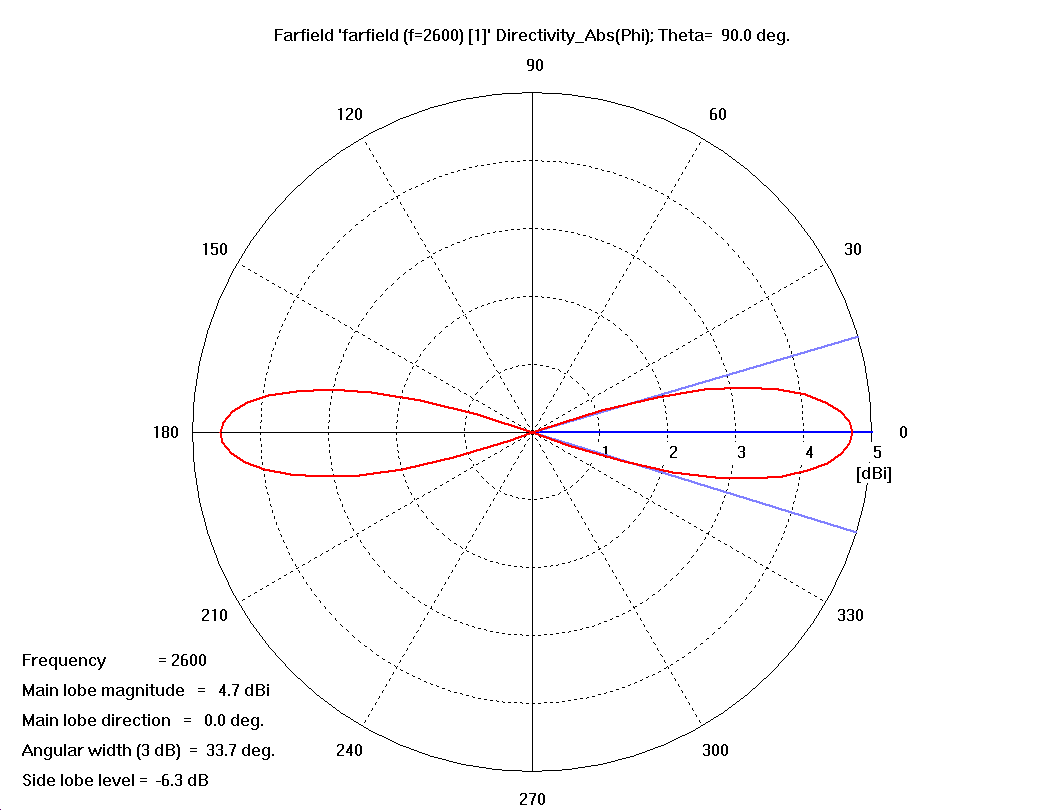 Farfield 'farfield (f=2600) [1]' Directivity_Abs(Phi); Theta= 90.0 deg.
90
120
60
150
30
180
0
1
2
3
4
5
[dBi]
210
330
240
300
270
Frequency = 2600
Main lobe magnitude = 4.7 dBi
Main lobe direction = 0.0 deg.
Angular width (3 dB) = 33.7 deg.
Side lobe level = -6.3 dB